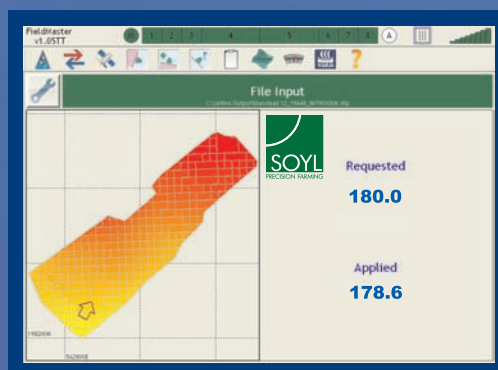 FieldMaster
v1.05TT
M 1 2 3 4 5 6 7 8 A
?
File Input
SOYL
PRECISION FARMING
Requested
180.0
Applied
178.6